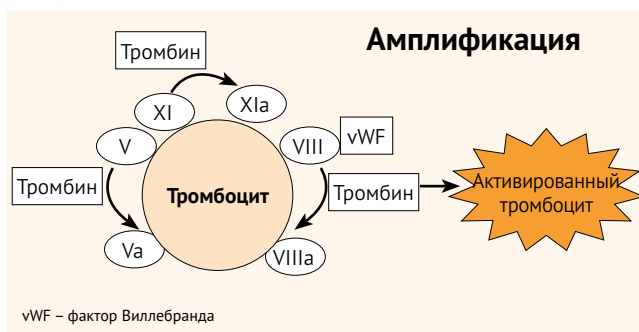 Амплификация
Тромбин
XI
XIa
V
VIII
vWF
Тромбин
Тромбоцит
Тромбин
Активированный
тромбоцит
Va
VIIIa
vWF – фактор Виллебранда